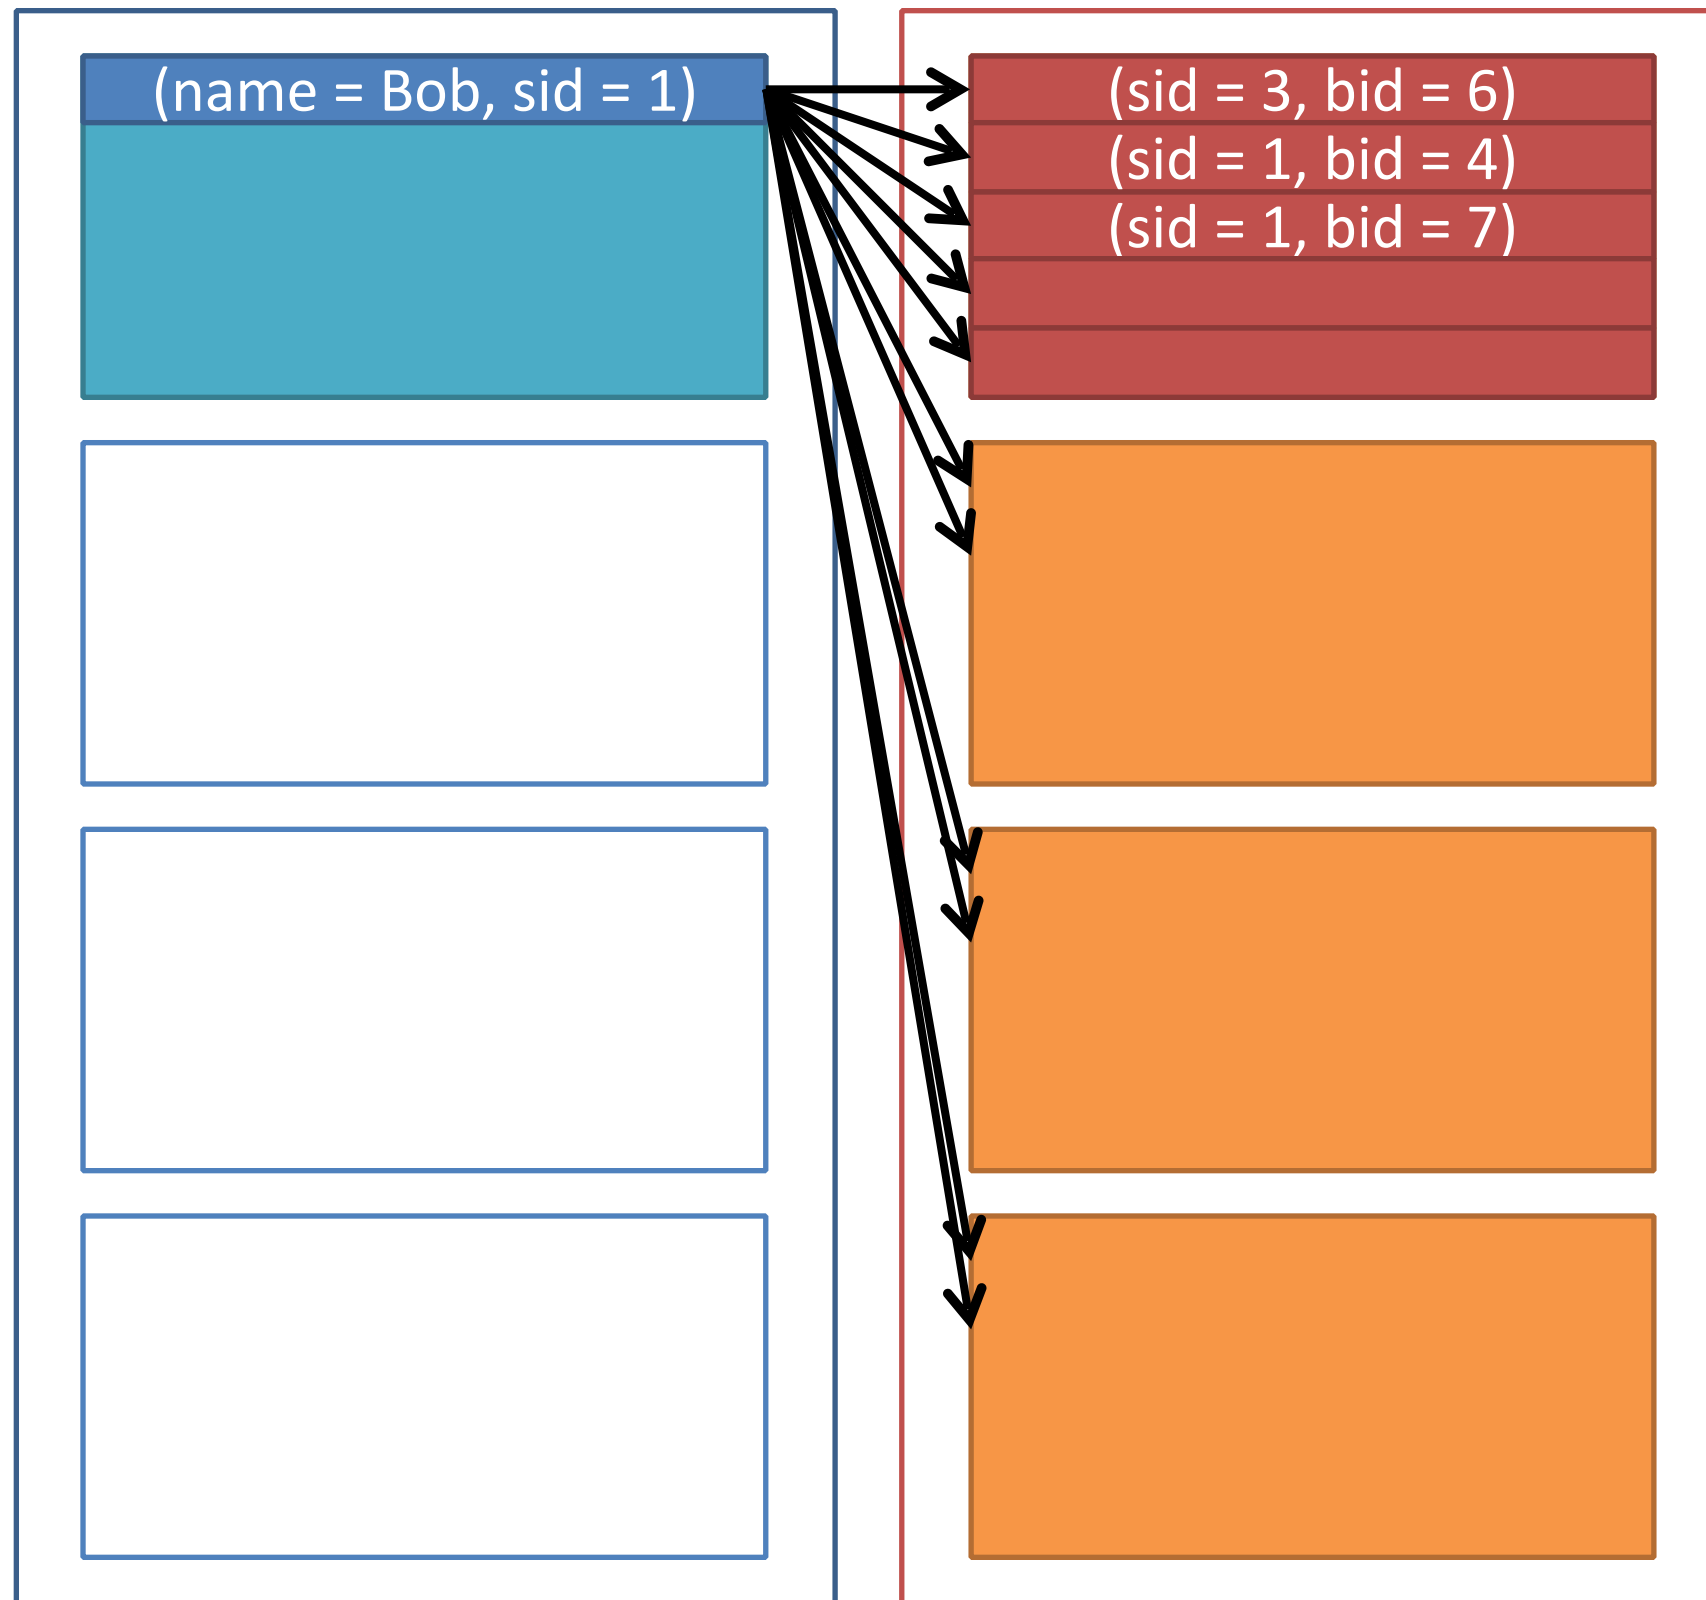 (name = Bob, sid = 1)
(sid = 3, bid = 6)
(sid = 1, bid = 4)
(sid = 1, bid = 7)